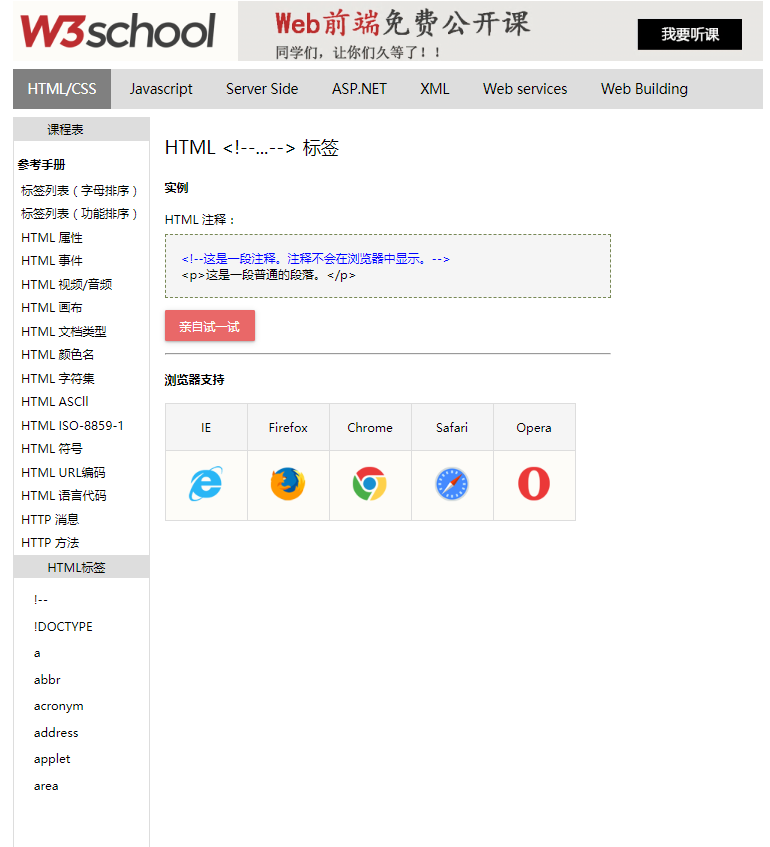 W3school
Web前端免费公开课
同学们，让你们久等了！！
我要听课
HTML/CSS Javascript Server Side ASP.NET XML Web services Web Building
课程表
参考手册
标签列表（字母排序）
标签列表（功能排序）
HTML 属性
HTML 事件
HTML 视频/音频
HTML 画布
HTML 文档类型
HTML 颜色名
HTML 字符集
HTML ASCll
HTML ISO-8859-1
HTML 符号
HTML URL编码
HTML 语言代码
HTTP 消息
HTTP 方法
HTML标签
!--
!DOCTYPE
a
abbr
acronym
address
applet
area
HTML <!--...--> 标签
实例
HTML 注释：
<!--这是一段注释。注释不会在浏览器中显示。-->
<p>这是一段普通的段落。</p>
亲自试一试
浏览器支持
IE Firefox Chrome Safari Opera